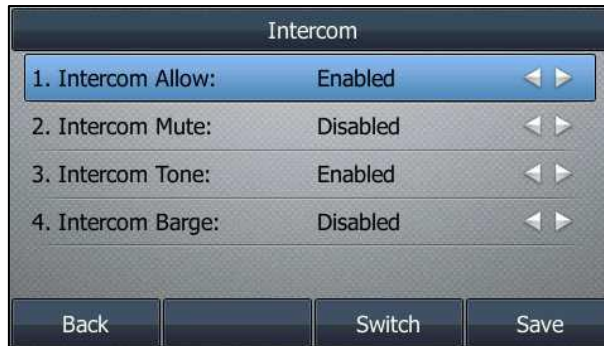 Intercom
1. Intercom Allow: Enabled
2. Intercom Mute: Disabled
3. Intercom Tone: Enabled
4. Intercom Barge: Disabled
Back Switch Save